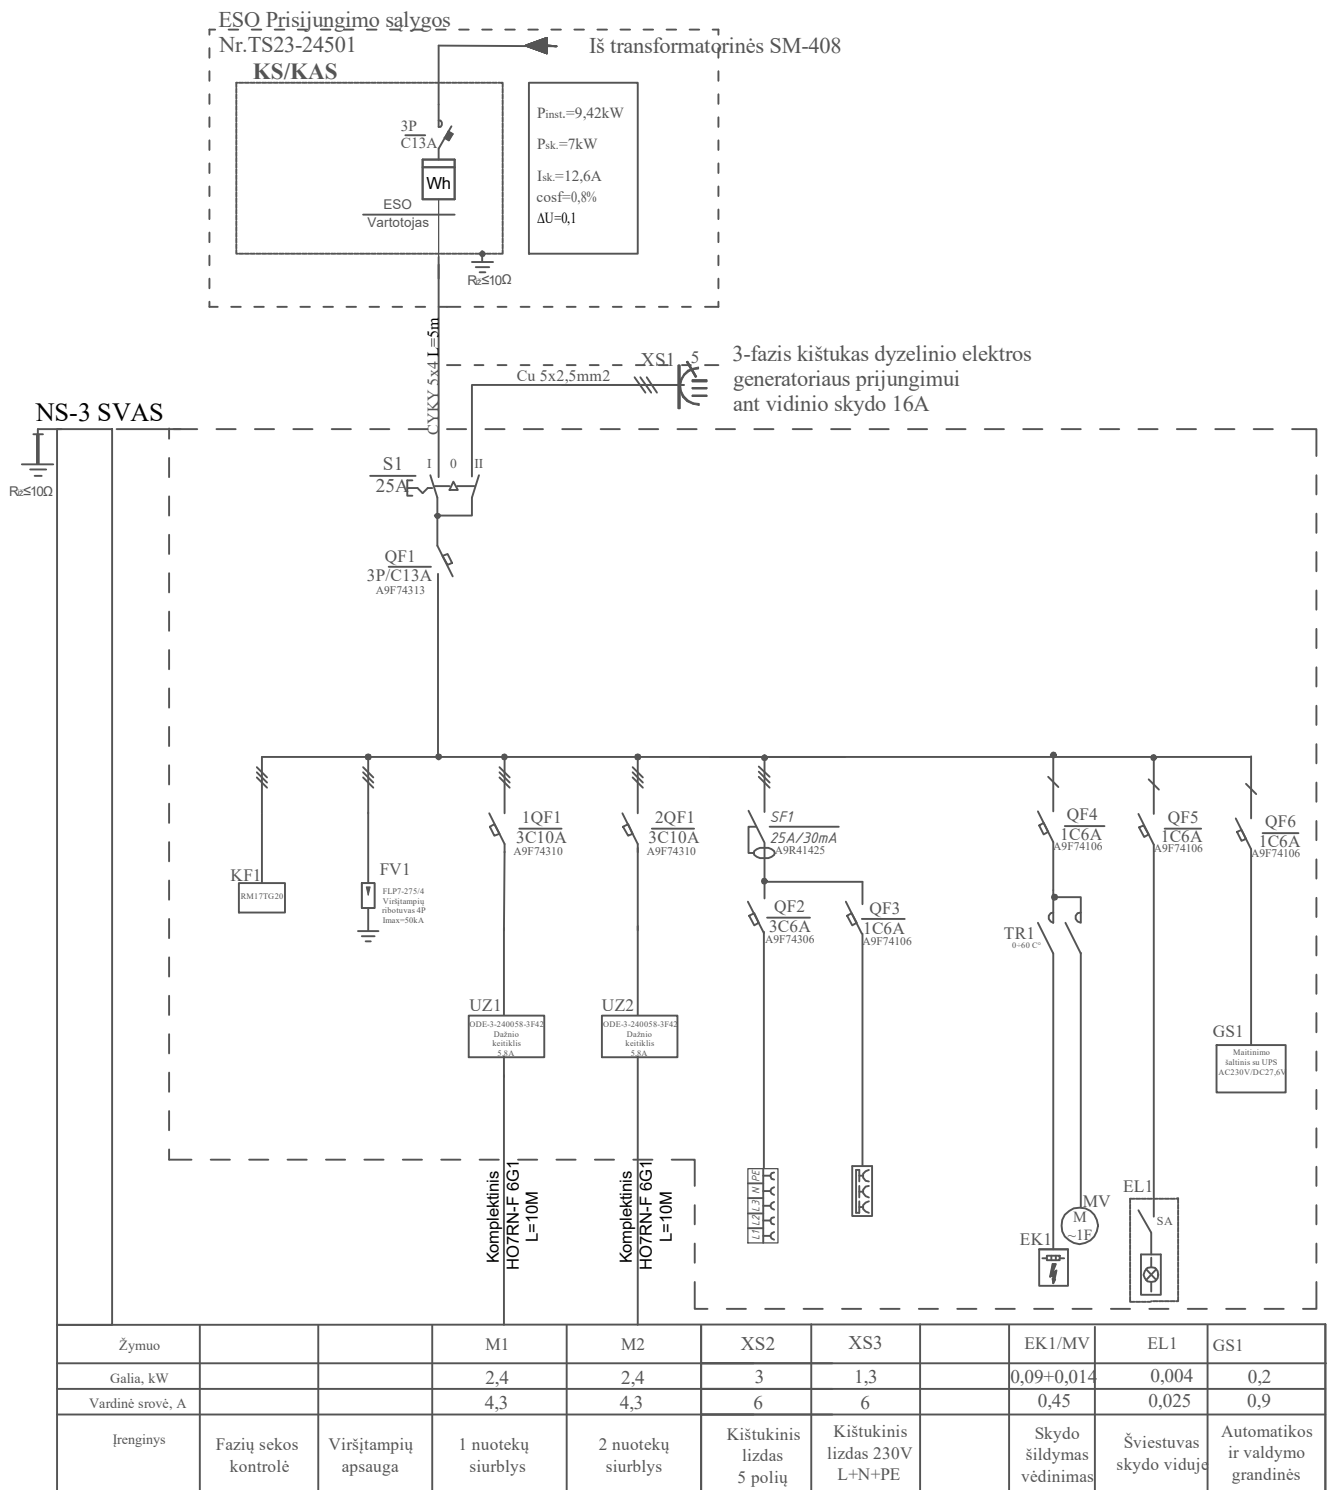 ESO Prisijungimo sąlygos
Nr.TS23-24501
Iš transformatorinės SM-408
KS/KAS
3P
C13A
Wh
ESO
Vartotojas
Pinst.=9,42kW
Psk.=7kW
Isk.=12,6A
cosf=0,8%
ΔU=0,1
Rž≤10Ω
CYKY 5x4 L=5m
Cu 5x2,5mm2
XS1
5
3-fazis kištukas dyzelinio elektros
generatoriaus prijungimui
ant vidinio skydo 16A
NS-3 SVAS
Rž≤10Ω
S1
25A
I 0 II
QF1
3P/C13A
A9F74313
KF1
RM17TG20
FV1
FLP7-275/4
Viršįtampių
ribotuvas 4P
Imax=50kA
1QF1
3C10A
A9F74310
2QF1
3C10A
A9F74310
SF1
25A/30mA
A9R41425
QF2
3C6A
A9F74306
QF3
1C6A
A9F74106
QF4
1C6A
A9F74106
QF5
1C6A
A9F74106
QF6
1C6A
A9F74106
TR1
0÷60 C°
UZ1
ODE-3-240058-3F42
Dažnio
keitiklis
5,8A
UZ2
ODE-3-240058-3F42
Dažnio
keitiklis
5,8A
GS1
Maitinimo
šaltinis su UPS
AC230V/DC27,6V
Komplektinis
HO7RN-F 6G1
L=10M
Komplektinis
HO7RN-F 6G1
L=10M
L1 L2 L3 N PE
MV
M
~1F
EK1
EL1
SA
Žymuo M1 M2 XS2 XS3 EK1/MV EL1 GS1
Galia, kW 2,4 2,4 3 1,3 0,09+0,014 0,004 0,2
Vardinė srovė, A 4,3 4,3 6 6 0,45 0,025 0,9
Įrenginys
Fazių sekos
kontrolė
Viršįtampių
apsauga
1 nuotekų
siurblys
2 nuotekų
siurblys
Kištukinis
lizdas
5 polių
Kištukinis
lizdas 230V
L+N+PE
Skydo
šildymas
vėdinimas
Šviestuvas
skydo viduje
Automatikos
ir valdymo
grandinės